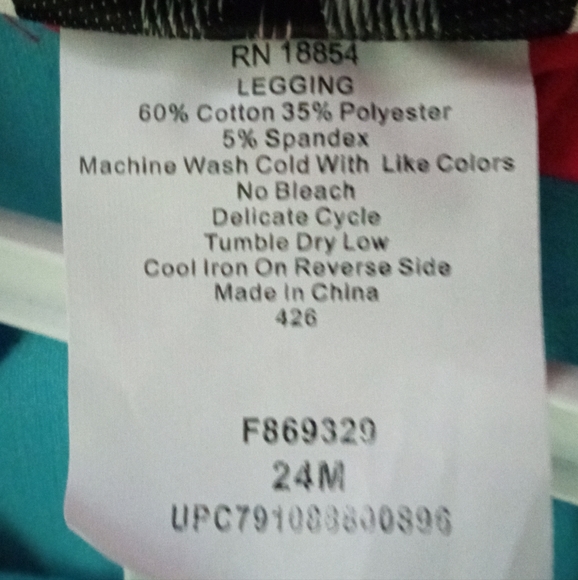 RN 18854
LEGGING
60% Cotton 35% Polyester
5% Spandex
Machine Wash Cold With Like Colors
No Bleach
Delicate Cycle
Tumble Dry Low
Cool Iron On Reverse Side
Made In China
426
F869329
24M